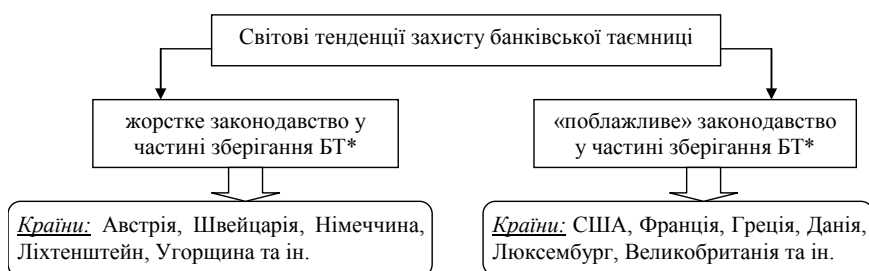 Світові тенденції захисту банківської таємниці
жорстке законодавство у
частині зберігання БТ*
«поблажливе» законодавство
у частині зберігання БТ*
Країни: Австрія, Швейцарія, Німеччина,
Ліхтенштейн, Угорщина та ін.
Країни: США, Франція, Греція, Данія,
Люксембург, Великобританія та ін.